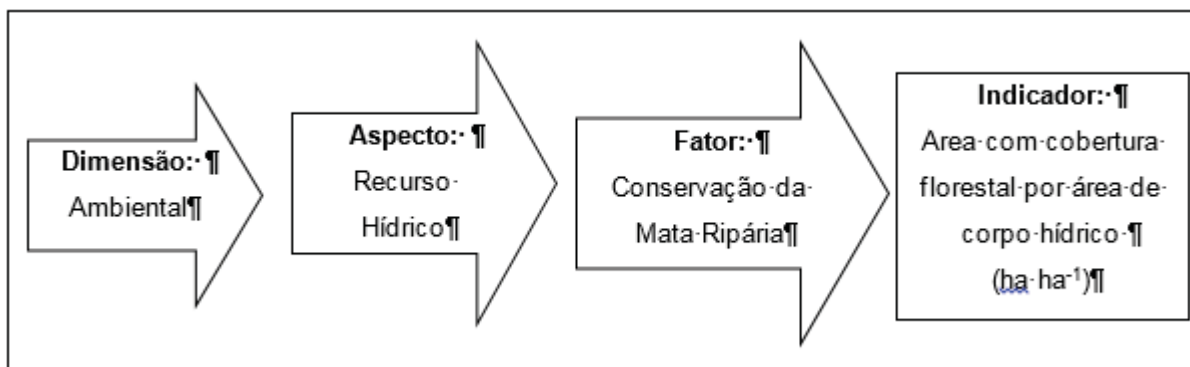 Dimensão:·¶
Ambiental¶
Aspecto:·¶
Recurso·
Hídrico¶
Fator:·¶
Conservação·da·
Mata·Ripária¶
Indicador:·¶
Area·com·cobertura·
florestal·por·área·de·
corpo·hídrico·¶
(ha·ha⁻¹)¶